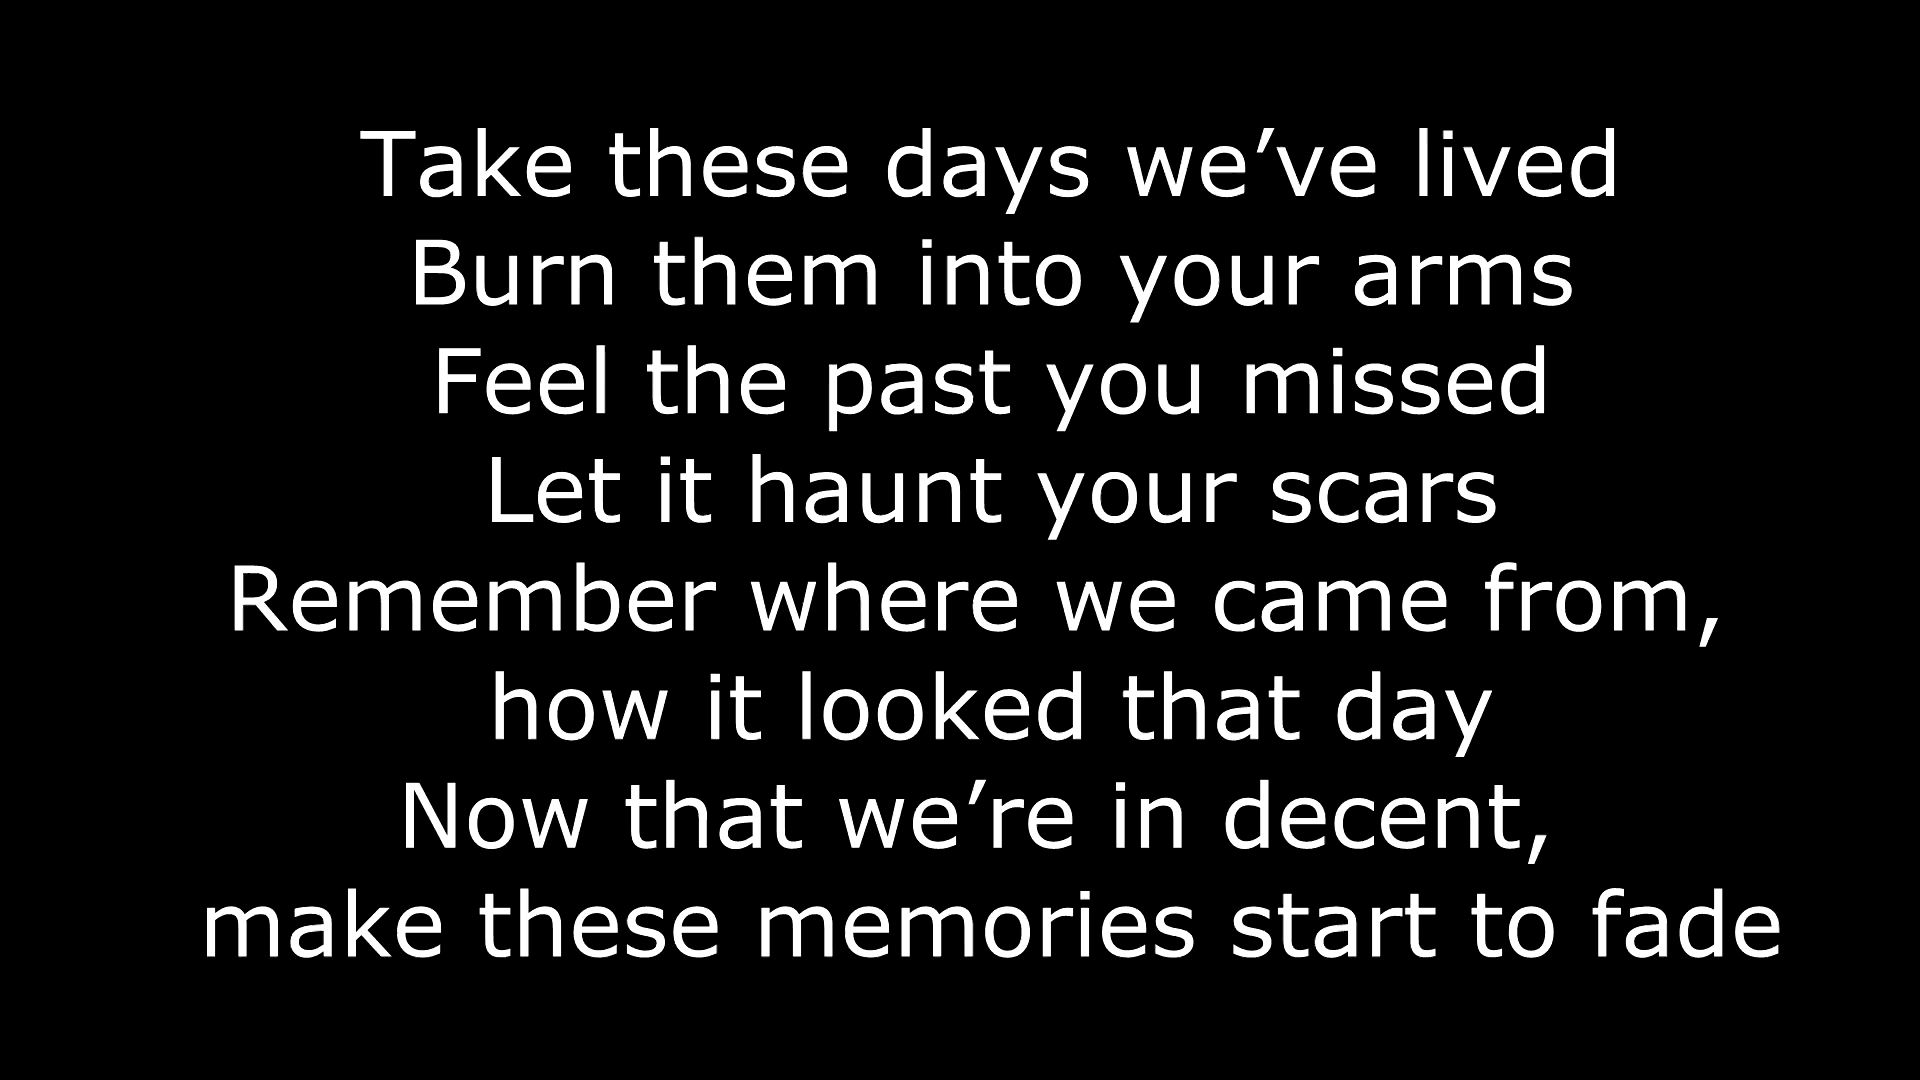 Take these days we’ve lived
Burn them into your arms
Feel the past you missed
Let it haunt your scars
Remember where we came from,
how it looked that day
Now that we’re in decent,
make these memories start to fade